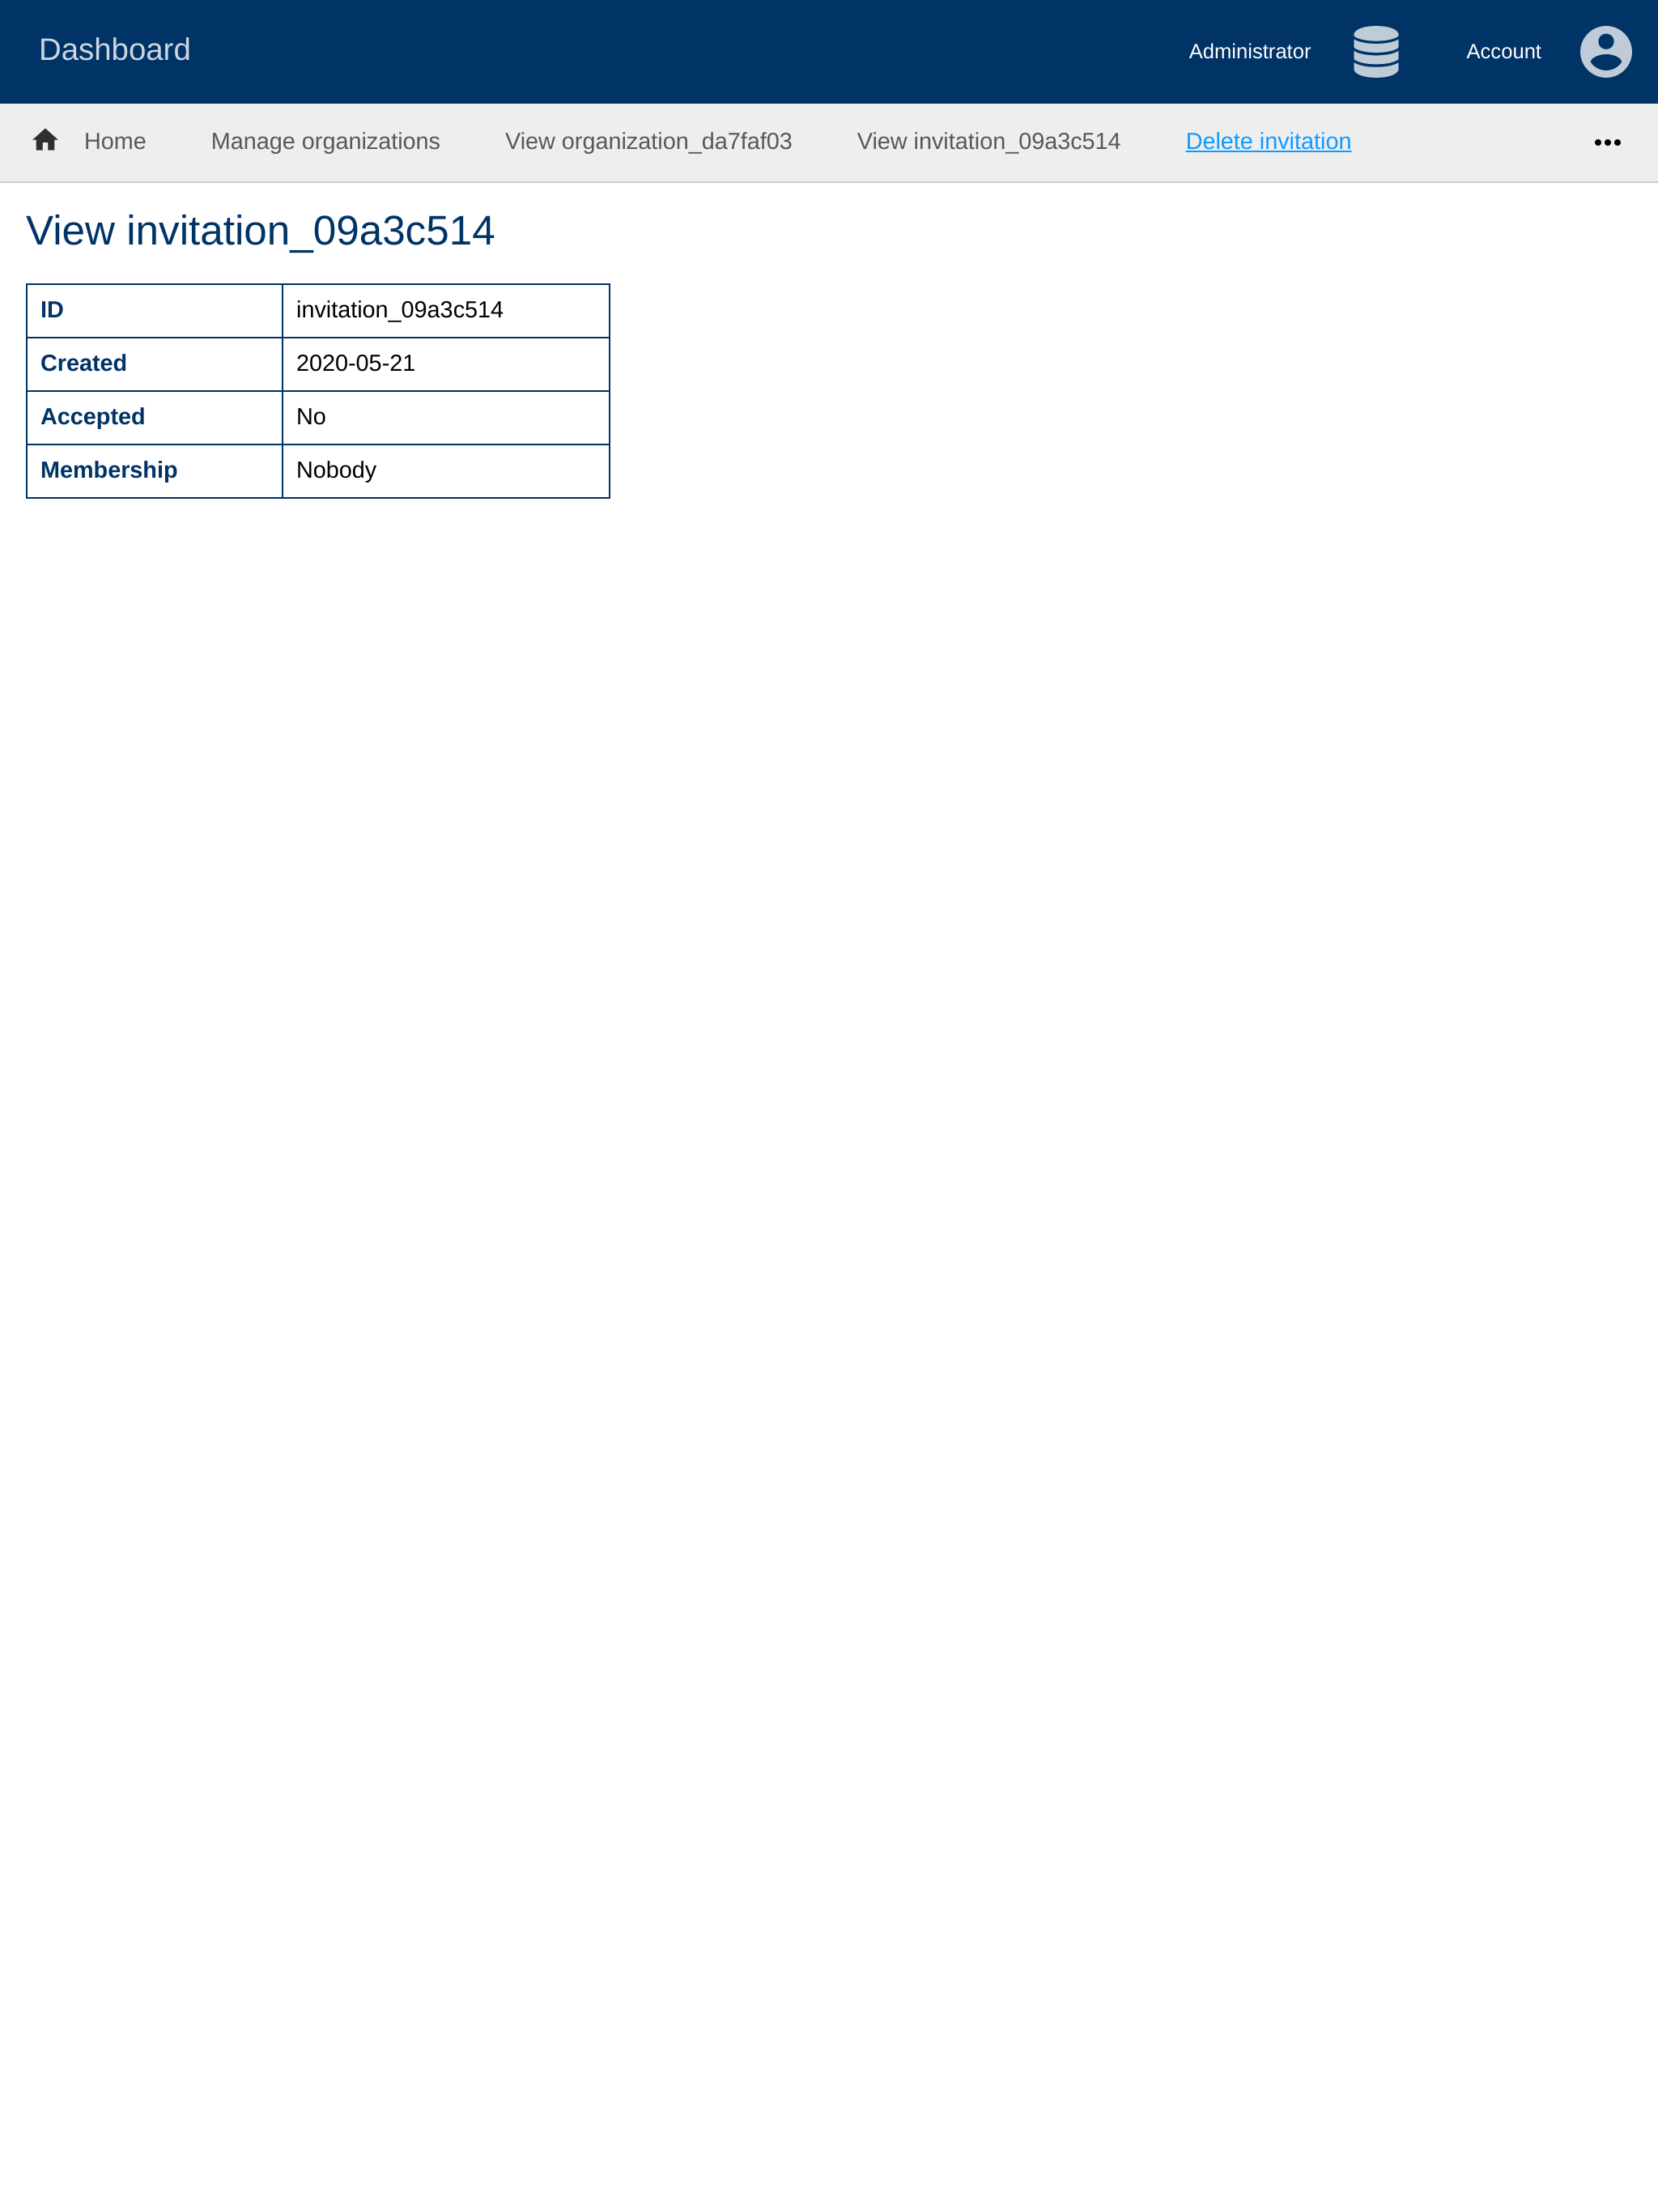 Dashboard
Administrator
Account
Home
Manage organizations
View organization_da7faf03
View invitation_09a3c514
Delete invitation
View invitation_09a3c514
ID invitation_09a3c514
Created 2020-05-21
Accepted No
Membership Nobody